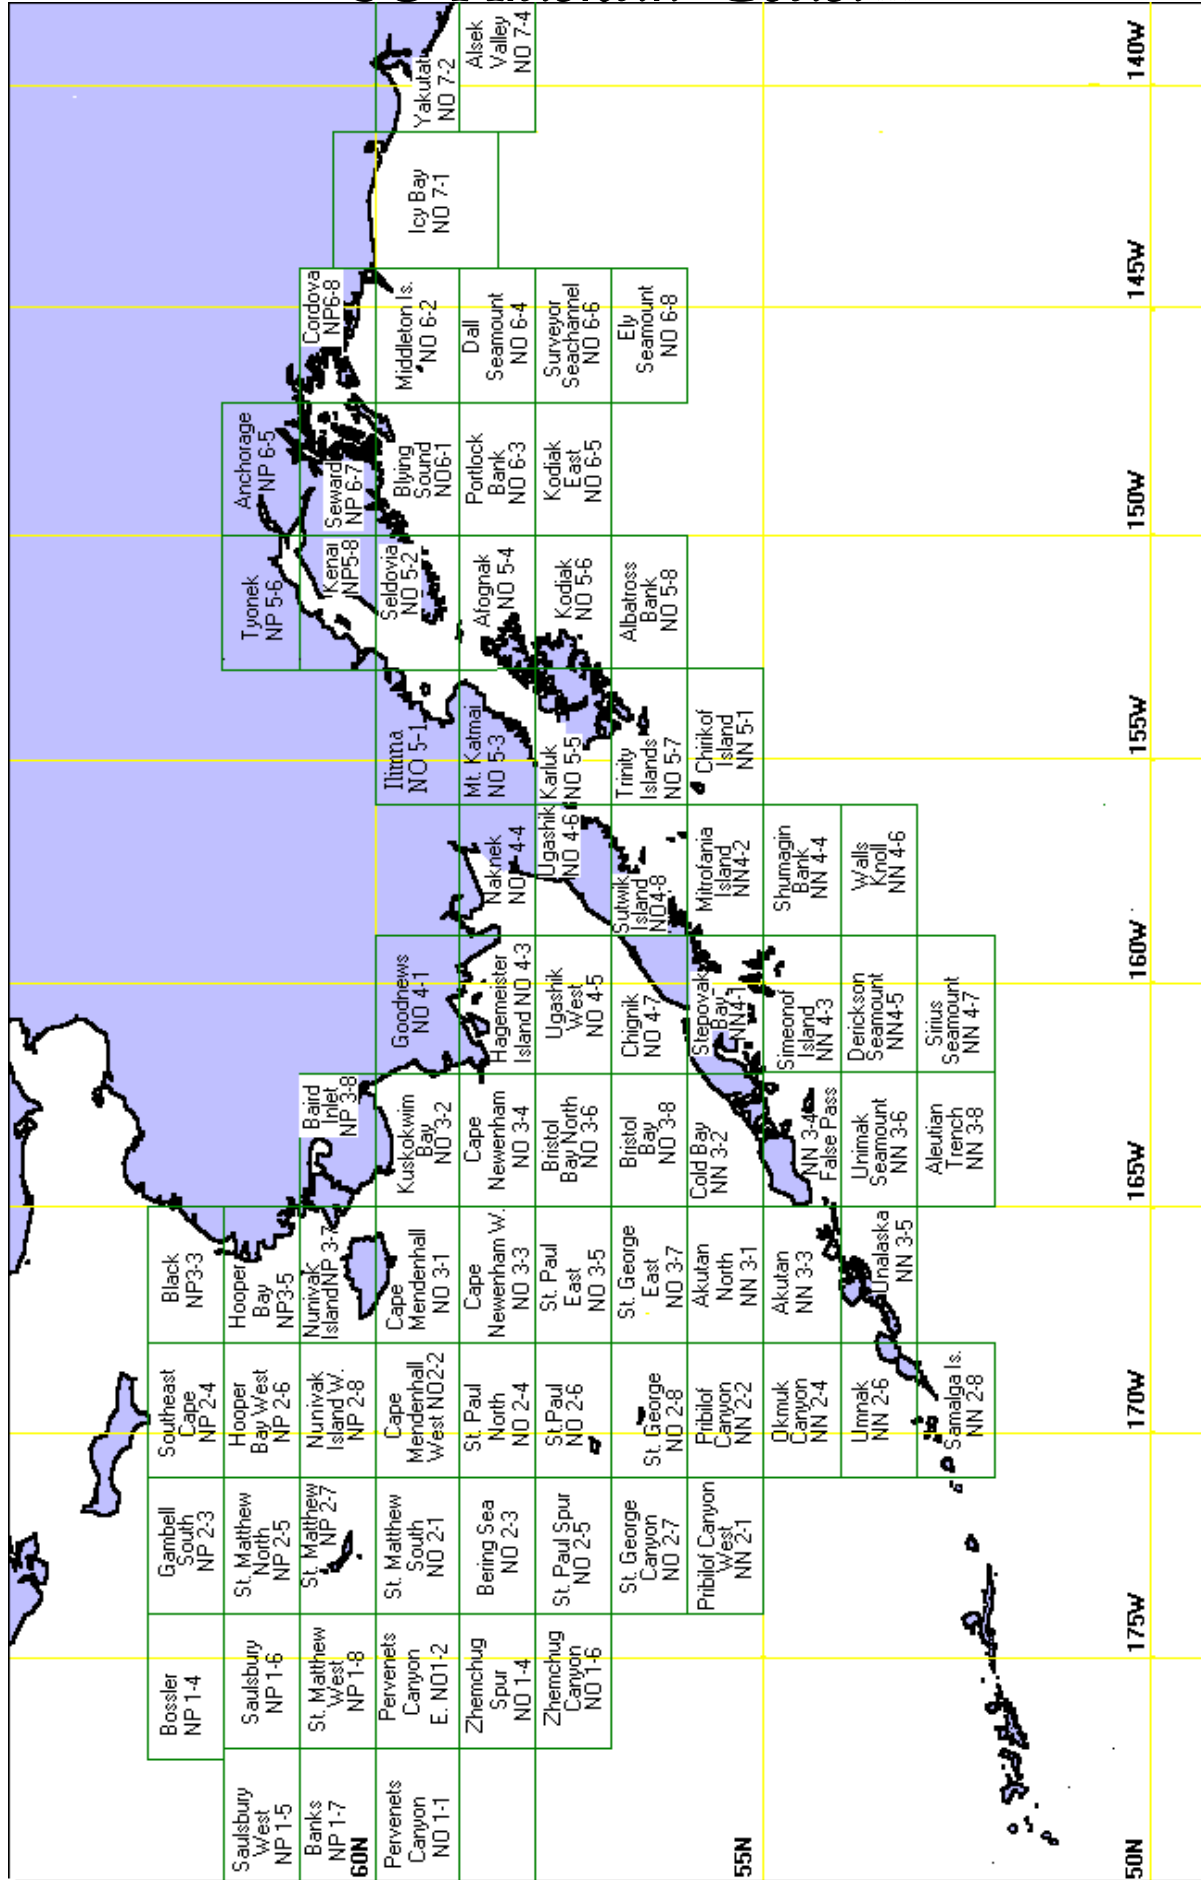 Yakutat
NO 7-2
Alsek
Valley
NO 7-4
Icy Bay
NO 7-1
Cordova
NP6-8
Middleton Is.
NO 6-2
Dall
Seamount
NO 6-4
Surveyor
Seachannel
NO 6-6
Ely
Seamount
NO 6-8
Anchorage
NP 6-5
Seward
NP 6-7
Blying
Sound
NO6-1
Portlock
Bank
NO 6-3
Kodiak
East
NO 6-5
Tyonek
NP 5-6
Kenai
NP5-8
Seldovia
NO 5-2
Afognak
NO 5-4
Kodiak
NO 5-6
Albatross
Bank
NO 5-8
Ilimna
NO 5-1
Mt. Katmai
NO 5-3
Karluk
NO 5-5
Trinity
Islands
NO 5-7
Chirikof
Island
NN 5-1
Naknek
NO 4-4
Ugashik
NO 4-6
Sutwik
Island
NO4-8
Mitrofania
Island
NN4-2
Shumagin
Bank
NN 4-4
Walls
Knoll
NN 4-6
Goodnews
NO 4-1
Hagemeister
Island NO 4-3
Ugashik
West
NO 4-5
Chignik
NO 4-7
Stepovak
Bay
NN4-1
Simeonof
Island
NN 4-3
Derickson
Seamount
NN4-5
Sirius
Seamount
NN 4-7
Baird
Inlet
NP 3-8
Kuskokwim
Bay
NO 3-2
Cape
Newenham
NO 3-4
Bristol
Bay North
NO 3-6
Bristol
Bay
NO 3-8
Cold Bay
NN 3-2
NN 3-4
False Pass
Unimak
Seamount
NN 3-6
Aleutian
Trench
NN 3-8
Black
NP3-3
Hooper
Bay
NP3-5
Nunivak
IslandNP 3-7
Cape
Mendenhall
NO 3-1
Cape
Newenham W.
NO 3-3
St. Paul
East
NO 3-5
St. George
East
NO 3-7
Akutan
North
NN 3-1
Akutan
NN 3-3
Unalaska
NN 3-5
Southeast
Cape
NP 2-4
Hooper
Bay West
NP 2-6
Nunivak
Island W.
NP 2-8
Cape
Mendenhall
West NO2-2
St. Paul
North
NO 2-4
St.Paul
NO 2-6
St. George
NO 2-8
Pribilof
Canyon
NN 2-2
Okmuk
Canyon
NN 2-4
Umnak
NN 2-6
Samalga Is.
NN 2-8
Gambell
South
NP 2-3
St. Matthew
North
NP 2-5
St. Matthew
NP 2-7
St. Matthew
South
NO 2-1
Bering Sea
NO 2-3
St. Paul Spur
NO 2-5
St. George
Canyon
NO 2-7
Pribilof Canyon
West
NN 2-1
Bossler
NP 1-4
Saulsbury
NP 1-6
St. Matthew
West
NP 1-8
Pervenets
Canyon
E. NO1-2
Zhemchug
Spur
NO 1-4
Zhemchug
Canyon
NO 1-6
Saulsbury
West
NP 1-5
Banks
NP 1-7
Pervenets
Canyon
NO 1-1
60N
55N
50N
175W
170W
165W
160W
155W
150W
145W
140W